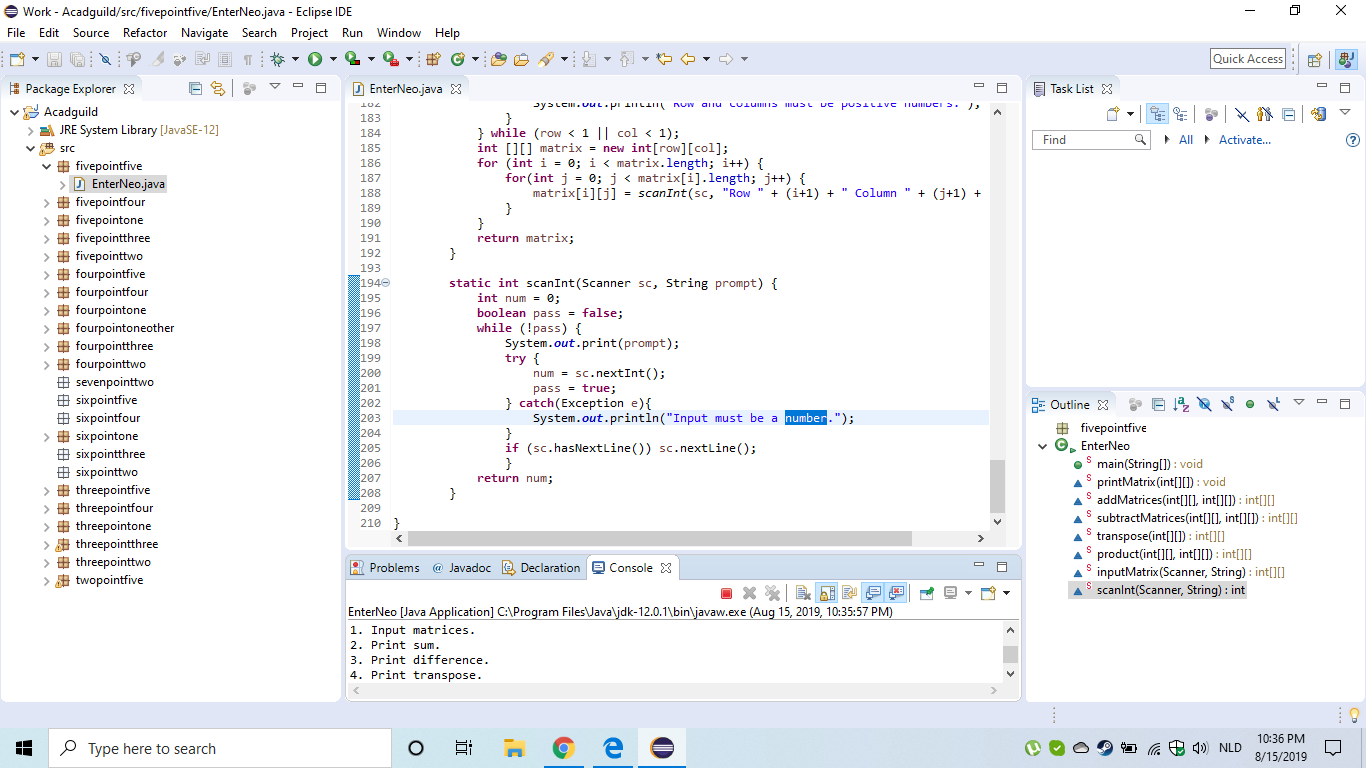 Work - Acadguild/src/fivepointfive/EnterNeo.java - Eclipse IDE
File Edit Source Refactor Navigate Search Project Run Window Help
Quick Access
Package Explorer
Acadguild
JRE System Library [JavaSE-12]
src
fivepointfive
EnterNeo.java
fivepointfour
fivepointone
fivepointthree
fivepointtwo
fourpointfive
fourpointfour
fourpointone
fourpointoneother
fourpointthree
fourpointtwo
sevenpointtwo
sixpointfive
sixpointfour
sixpointone
sixpointthree
sixpointtwo
threepointfive
threepointfour
threepointone
threepointthree
threepointtwo
twopointfive
EnterNeo.java
182 System.out.println("Row and columns must be positive numbers.");
183 }
184 } while (row < 1 || col < 1);
185 int [][] matrix = new int[row][col];
186 for (int i = 0; i < matrix.length; i++) {
187 for(int j = 0; j < matrix[i].length; j++) {
188 matrix[i][j] = scanInt(sc, "Row " + (i+1) + " Column " + (j+1) +
189 }
190 }
191 return matrix;
192 }
193
194 static int scanInt(Scanner sc, String prompt) {
195 int num = 0;
196 boolean pass = false;
197 while (!pass) {
198 System.out.print(prompt);
199 try {
200 num = sc.nextInt();
201 pass = true;
202 } catch(Exception e){
203 System.out.println("Input must be a number.");
204 }
205 if (sc.hasNextLine()) sc.nextLine();
206 }
207 return num;
208 }
209
210 }
Problems @ Javadoc Declaration Console
EnterNeo [Java Application] C:\Program Files\Java\jdk-12.0.1\bin\javaw.exe (Aug 15, 2019, 10:35:57 PM)
1. Input matrices.
2. Print sum.
3. Print difference.
4. Print transpose.
Task List
Find All Activate...
Outline
fivepointfive
EnterNeo
main(String[]) : void
printMatrix(int[][]) : void
addMatrices(int[][], int[][]) : int[][]
subtractMatrices(int[][], int[][]) : int[][]
transpose(int[][]) : int[][]
product(int[][], int[][]) : int[][]
inputMatrix(Scanner, String) : int[][]
scanInt(Scanner, String) : int
Type here to search
NLD
10:36 PM
8/15/2019